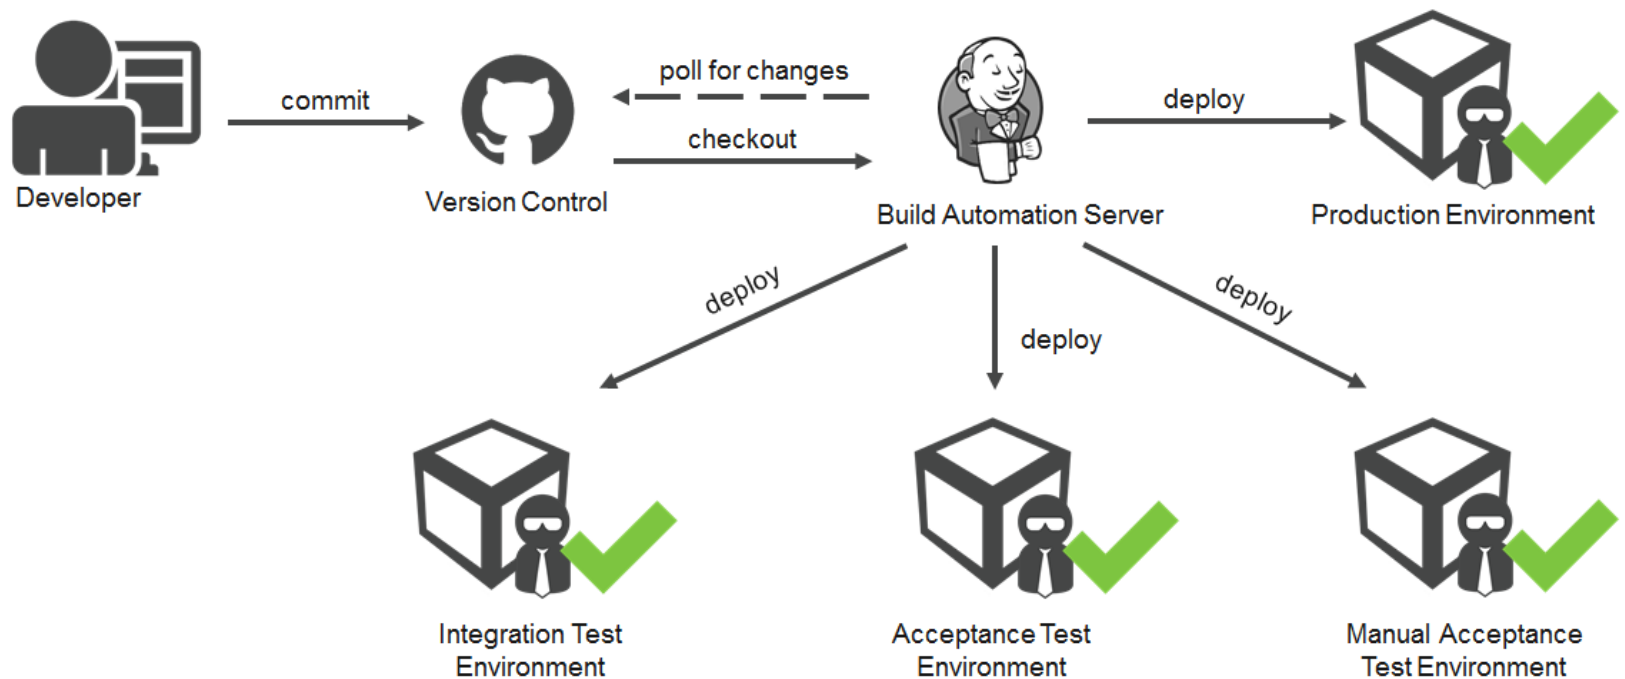 poll for changes
commit
deploy
checkout
Developer
Version Control
Build Automation Server
Production Environment
deploy
deploy
deploy
Integration Test
Environment
Acceptance Test
Environment
Manual Acceptance
Test Environment